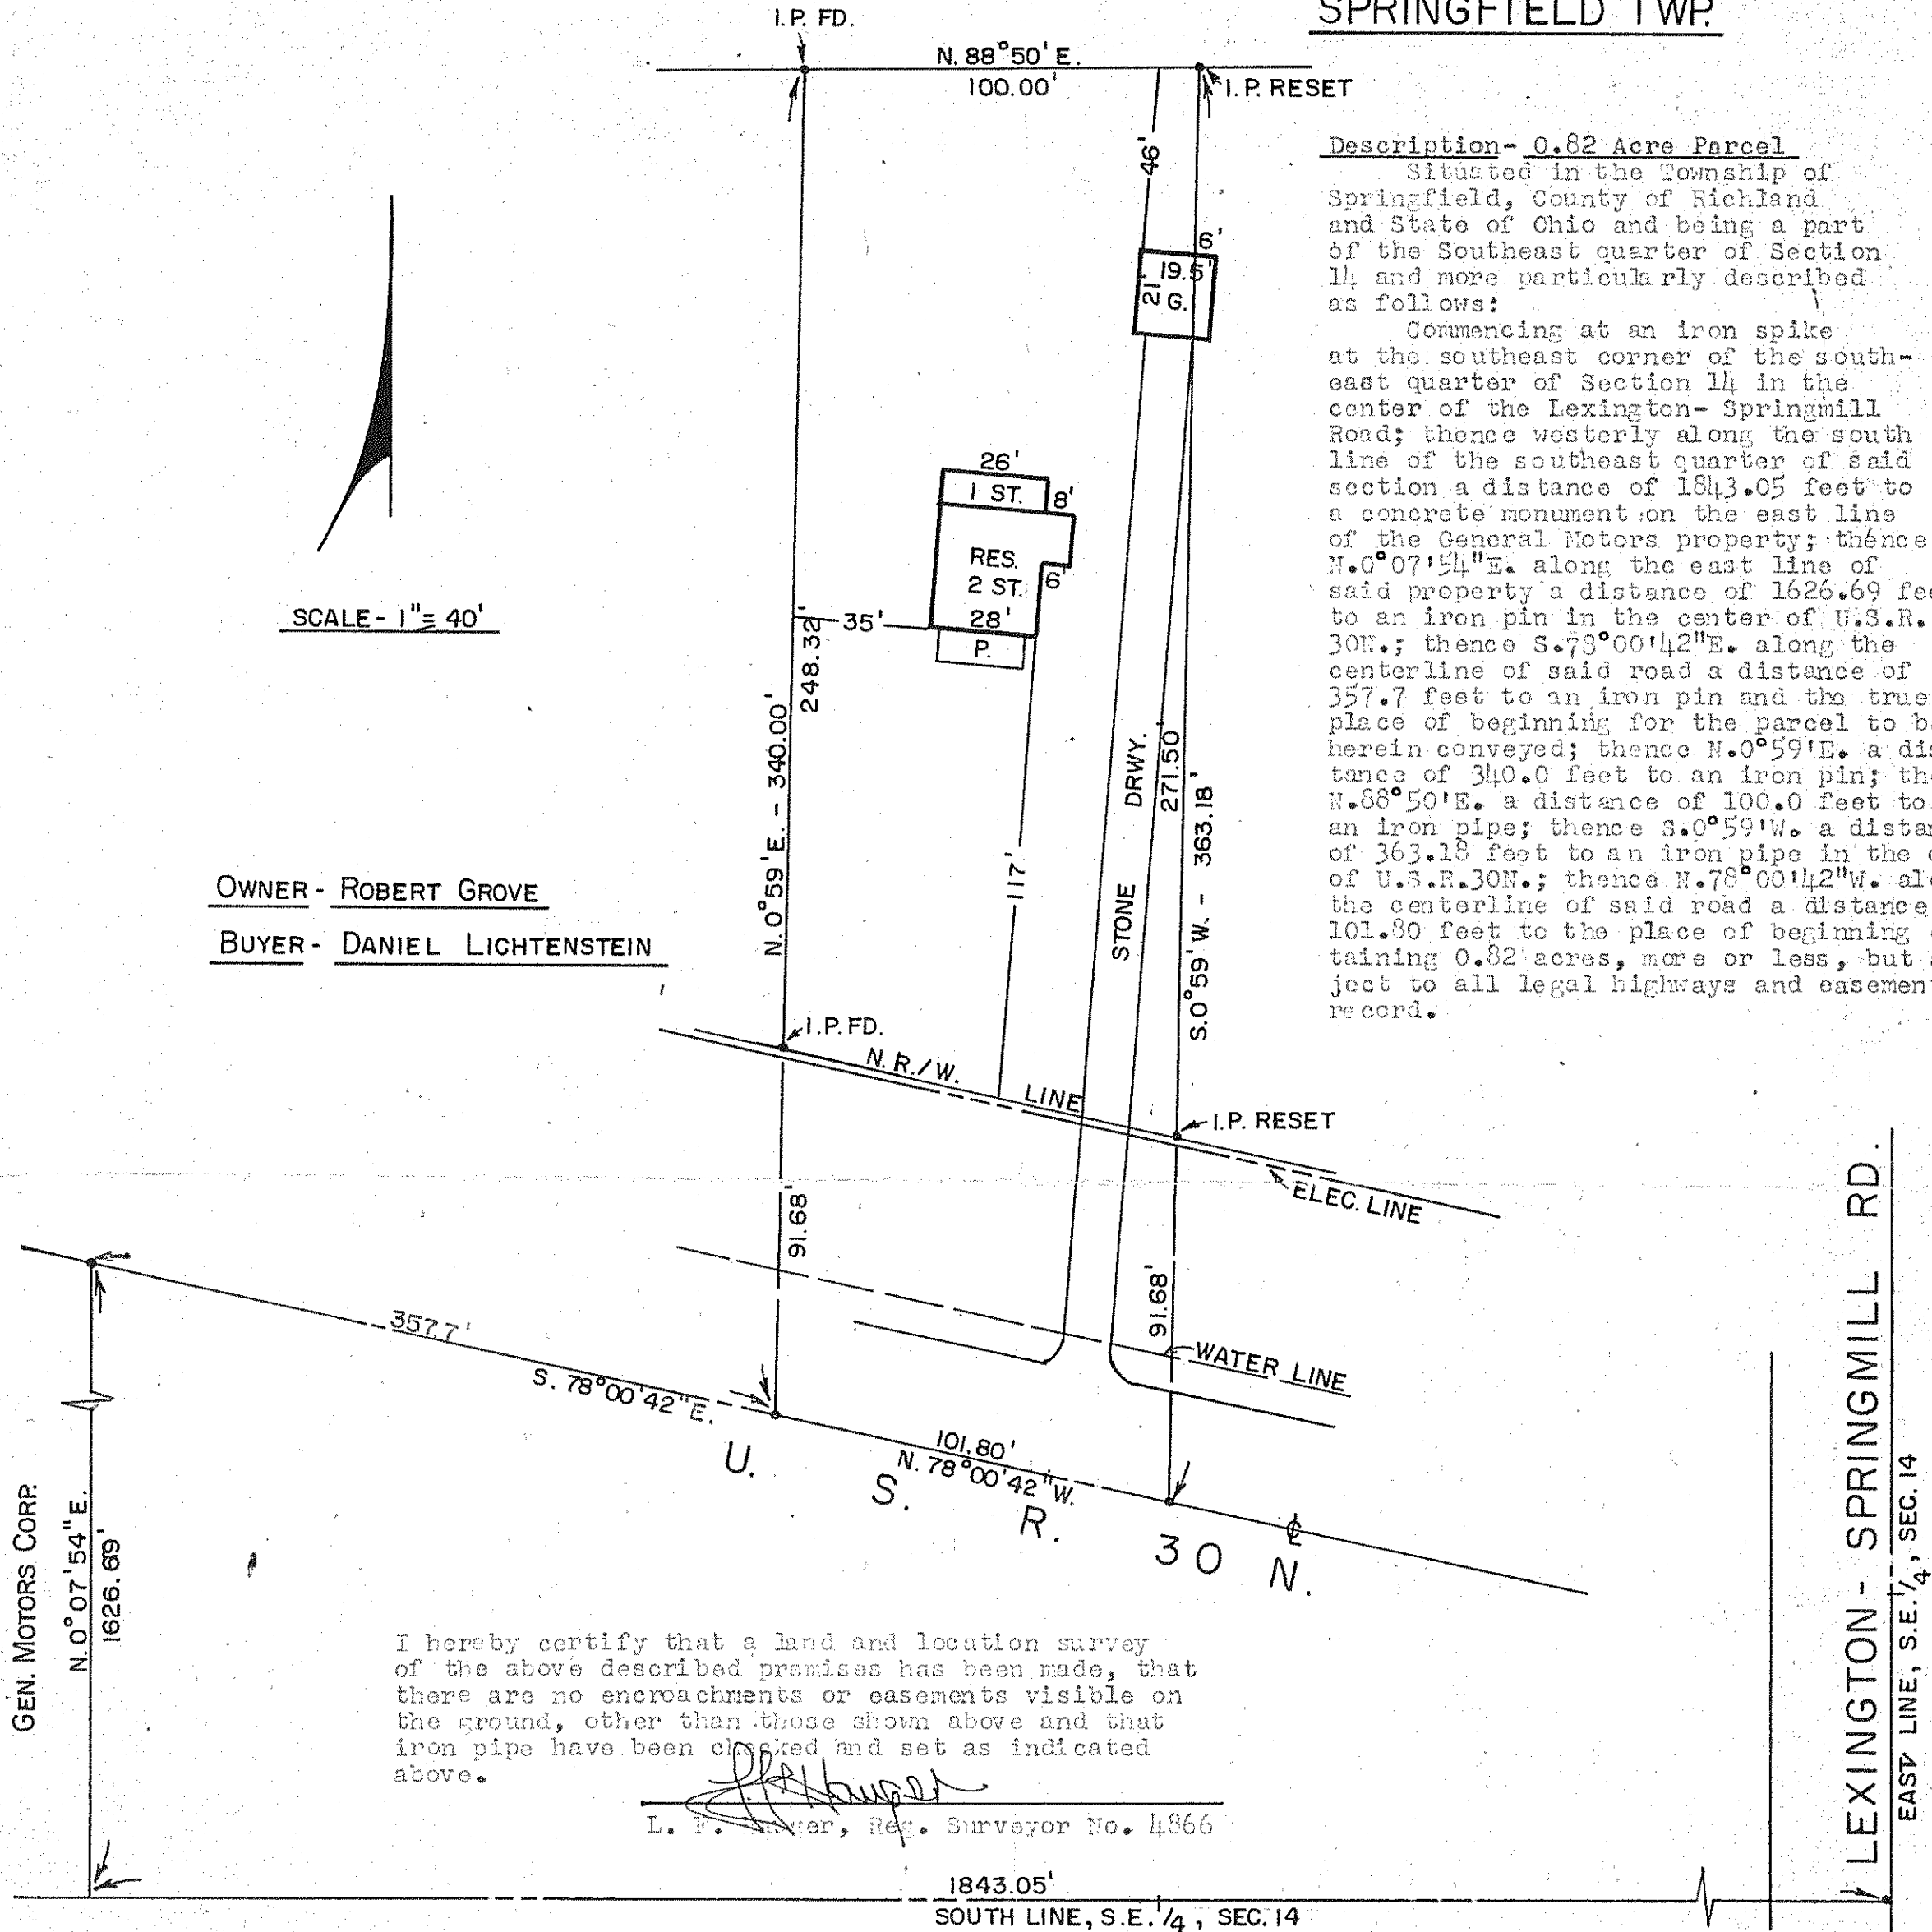 SPRINGFIELD TWP.
I.P. FD.
N. 88°50' E.
100.00'
I.P. RESET
46'
6'
19.5'
21
G.
Description- 0.82 Acre Parcel
Situated in the Township of
Springfield, County of Richland
and State of Ohio and being a part
of the Southeast quarter of Section
14 and more particularly described
as follows:
Commencing at an iron spike
at the southeast corner of the south-
east quarter of Section 14 in the
center of the Lexington- Springmill
Road; thence westerly along the south
line of the southeast quarter of said
section a distance of 1843.05 feet to
a concrete monument on the east line
of the General Motors property; thence
N.0°07'54"E. along the east line of
said property a distance of 1626.69 fee
to an iron pin in the center of U.S.R.
30N.; thence S.78°00'42"E. along the
centerline of said road a distance of
357.7 feet to an iron pin and the true
place of beginning for the parcel to b
herein conveyed; thence N.0°59'E. a dis
tance of 340.0 feet to an iron pin; th
N.88°50'E. a distance of 100.0 feet to
an iron pipe; thence S.0°59'W. a distan
of 363.18 feet to an iron pipe in the c
of U.S.R.30N.; thence N.78°00'42"W. al
the centerline of said road a distance
101.80 feet to the place of beginning
taining 0.82 acres, more or less, but
ject to all legal highways and easement
record.
26'
1 ST.
8'
RES.
2 ST.
6'
28'
P.
35'
SCALE - 1" = 40'
248.32'
N. 0°59' E. - 340.00'
117'
STONE DRWY.
271.50'
S. 0°59' W. - 363.18'
OWNER - ROBERT GROVE
BUYER - DANIEL LICHTENSTEIN
I.P. FD.
N. R./W. LINE
I.P. RESET
ELEC. LINE
91.68'
91.68'
WATER LINE
357.7'
S. 78°00'42"E.
101.80'
N. 78°00'42"W.
U. S. R. 30 N.
℄
GEN. MOTORS CORP.
N. 0°07'54" E.
1626.69'
LEXINGTON - SPRINGMILL RD.
EAST LINE, S.E. 1/4, SEC. 14
I hereby certify that a land and location survey
of the above described premises has been made, that
there are no encroachments or easements visible on
the ground, other than those shown above and that
iron pipe have been checked and set as indicated
above.
L. F. Hauger, Reg. Surveyor No. 4866
1843.05'
SOUTH LINE, S.E. 1/4, SEC. 14